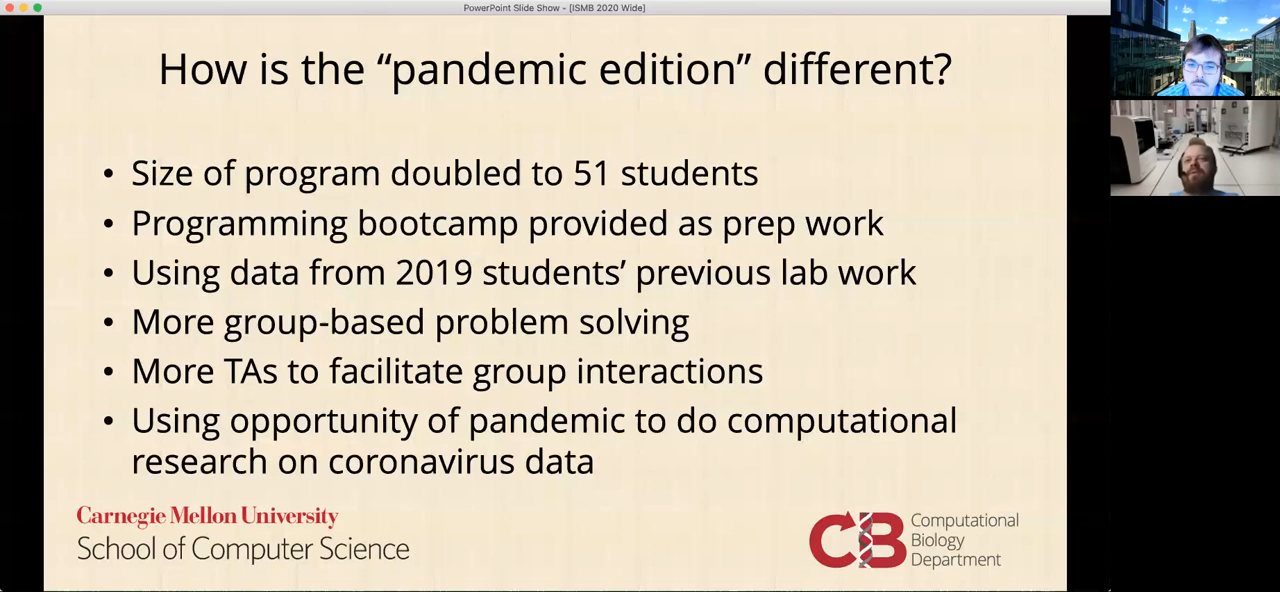 PowerPoint Slide Show - [ISMB 2020 Wide]
How is the “pandemic edition” different?
• Size of program doubled to 51 students
• Programming bootcamp provided as prep work
• Using data from 2019 students’ previous lab work
• More group-based problem solving
• More TAs to facilitate group interactions
• Using opportunity of pandemic to do computational
research on coronavirus data
Carnegie Mellon University
School of Computer Science
CB
Computational
Biology
Department